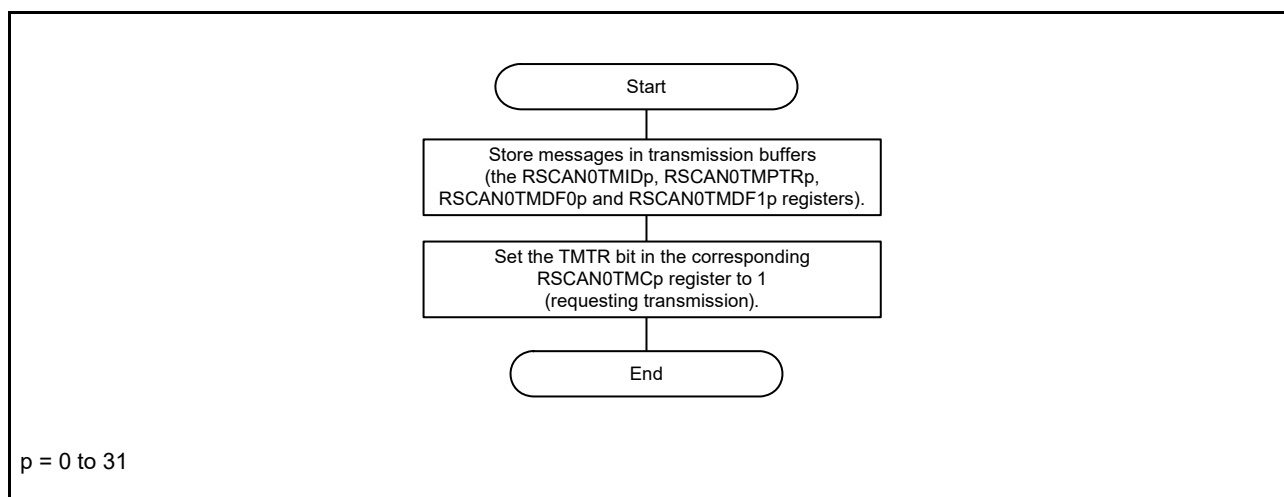 Start
Store messages in transmission buffers
(the RSCAN0TMIDp, RSCAN0TMPTRp,
RSCAN0TMDF0p and RSCAN0TMDF1p registers).
Set the TMTR bit in the corresponding
RSCAN0TMCp register to 1
(requesting transmission).
End
p = 0 to 31